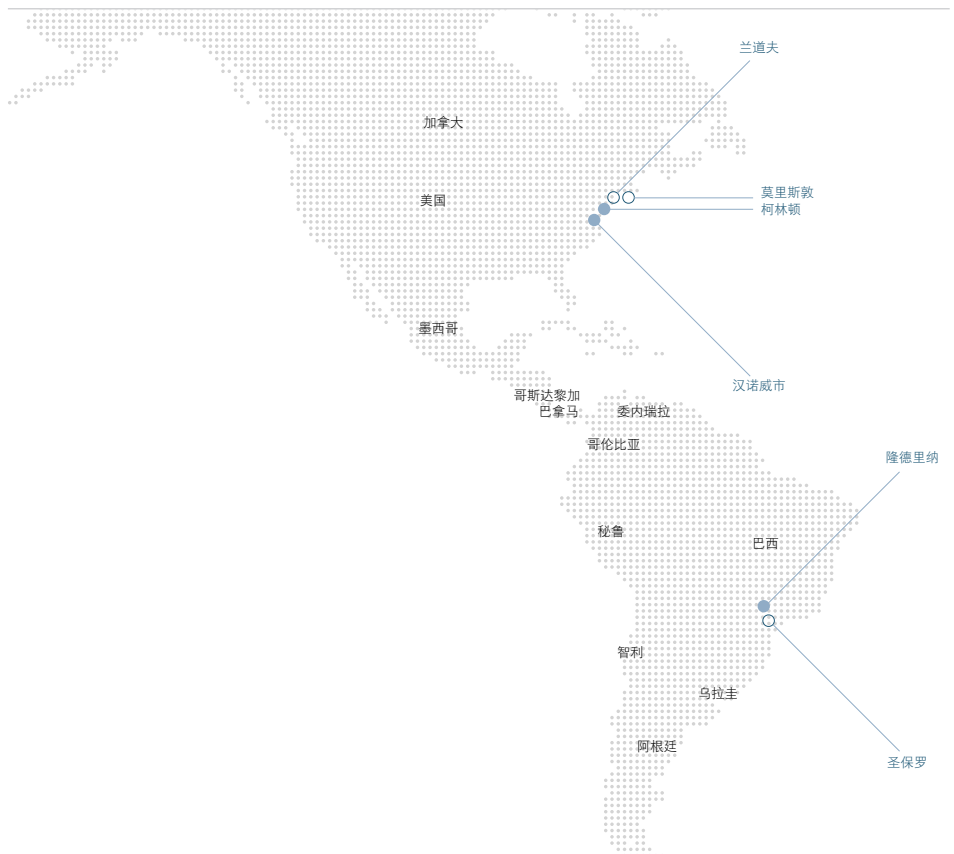 兰道夫
加拿大
莫里斯敦
美国
柯林顿
墨西哥
汉诺威市
哥斯达黎加
巴拿马
委内瑞拉
哥伦比亚
隆德里纳
秘鲁
巴西
智利
乌拉圭
阿根廷
圣保罗